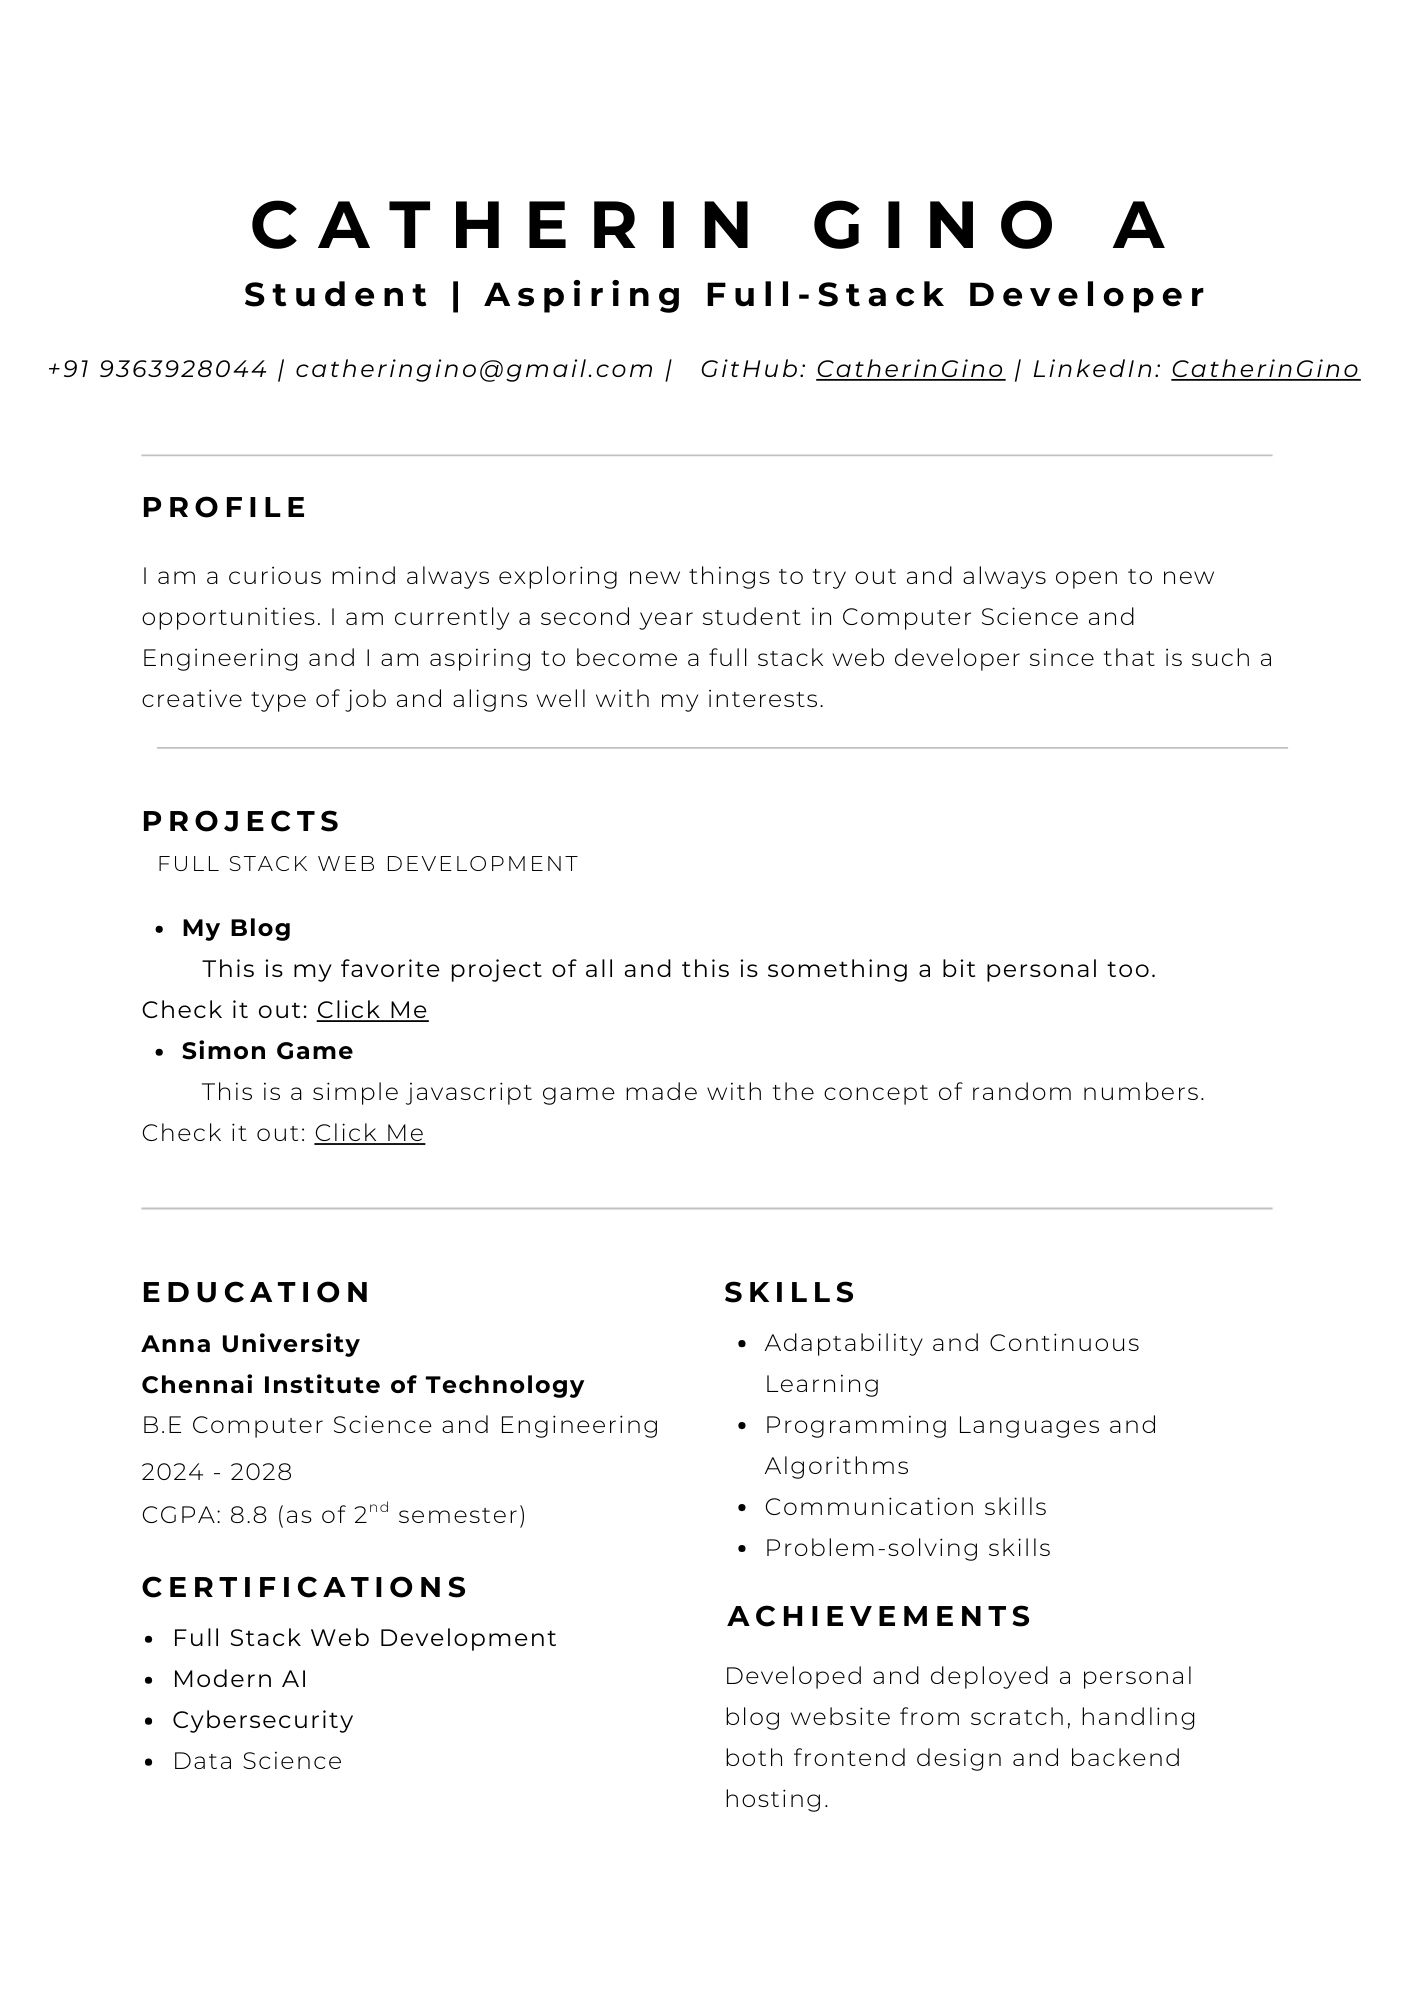 CATHERIN GINO A
Student | Aspiring Full-Stack Developer
+91 9363928044 | catheringino@gmail.com | GitHub: CatherinGino | LinkedIn: CatherinGino
PROFILE
I am a curious mind always exploring new things to try out and always open to new
opportunities. I am currently a second year student in Computer Science and
Engineering and I am aspiring to become a full stack web developer since that is such a
creative type of job and aligns well with my interests.
PROJECTS
FULL STACK WEB DEVELOPMENT
• My Blog
This is my favorite project of all and this is something a bit personal too.
Check it out: Click Me
• Simon Game
This is a simple javascript game made with the concept of random numbers.
Check it out: Click Me
EDUCATION
Anna University
Chennai Institute of Technology
B.E Computer Science and Engineering
2024 - 2028
CGPA: 8.8 (as of 2nd semester)
CERTIFICATIONS
• Full Stack Web Development
• Modern AI
• Cybersecurity
• Data Science
SKILLS
• Adaptability and Continuous
Learning
• Programming Languages and
Algorithms
• Communication skills
• Problem-solving skills
ACHIEVEMENTS
Developed and deployed a personal
blog website from scratch, handling
both frontend design and backend
hosting.